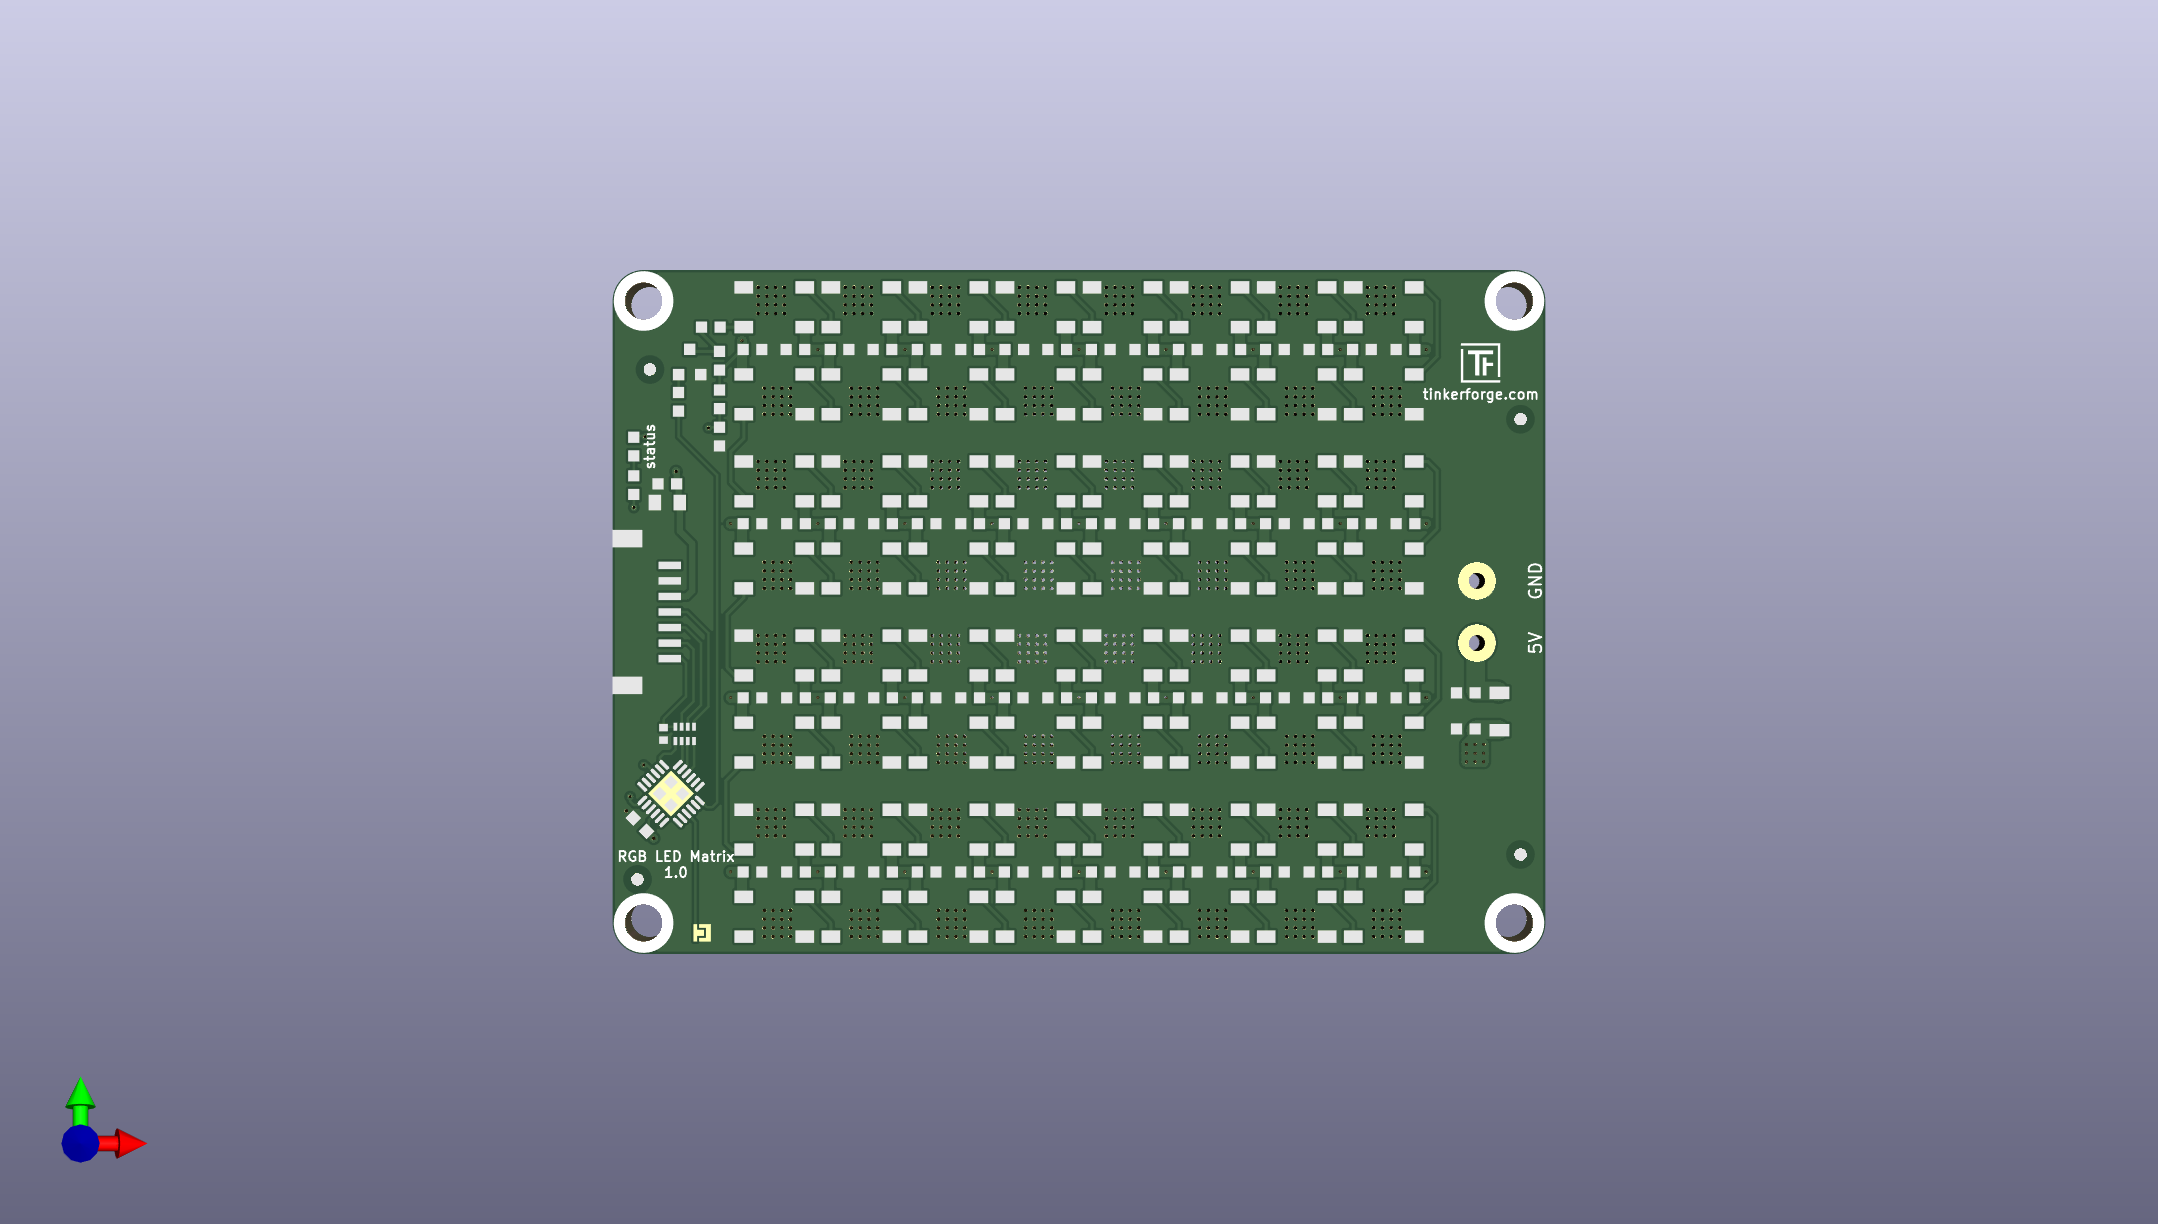 TF
tinkerforge.com
status
GND
5V
RGB LED Matrix
1.0